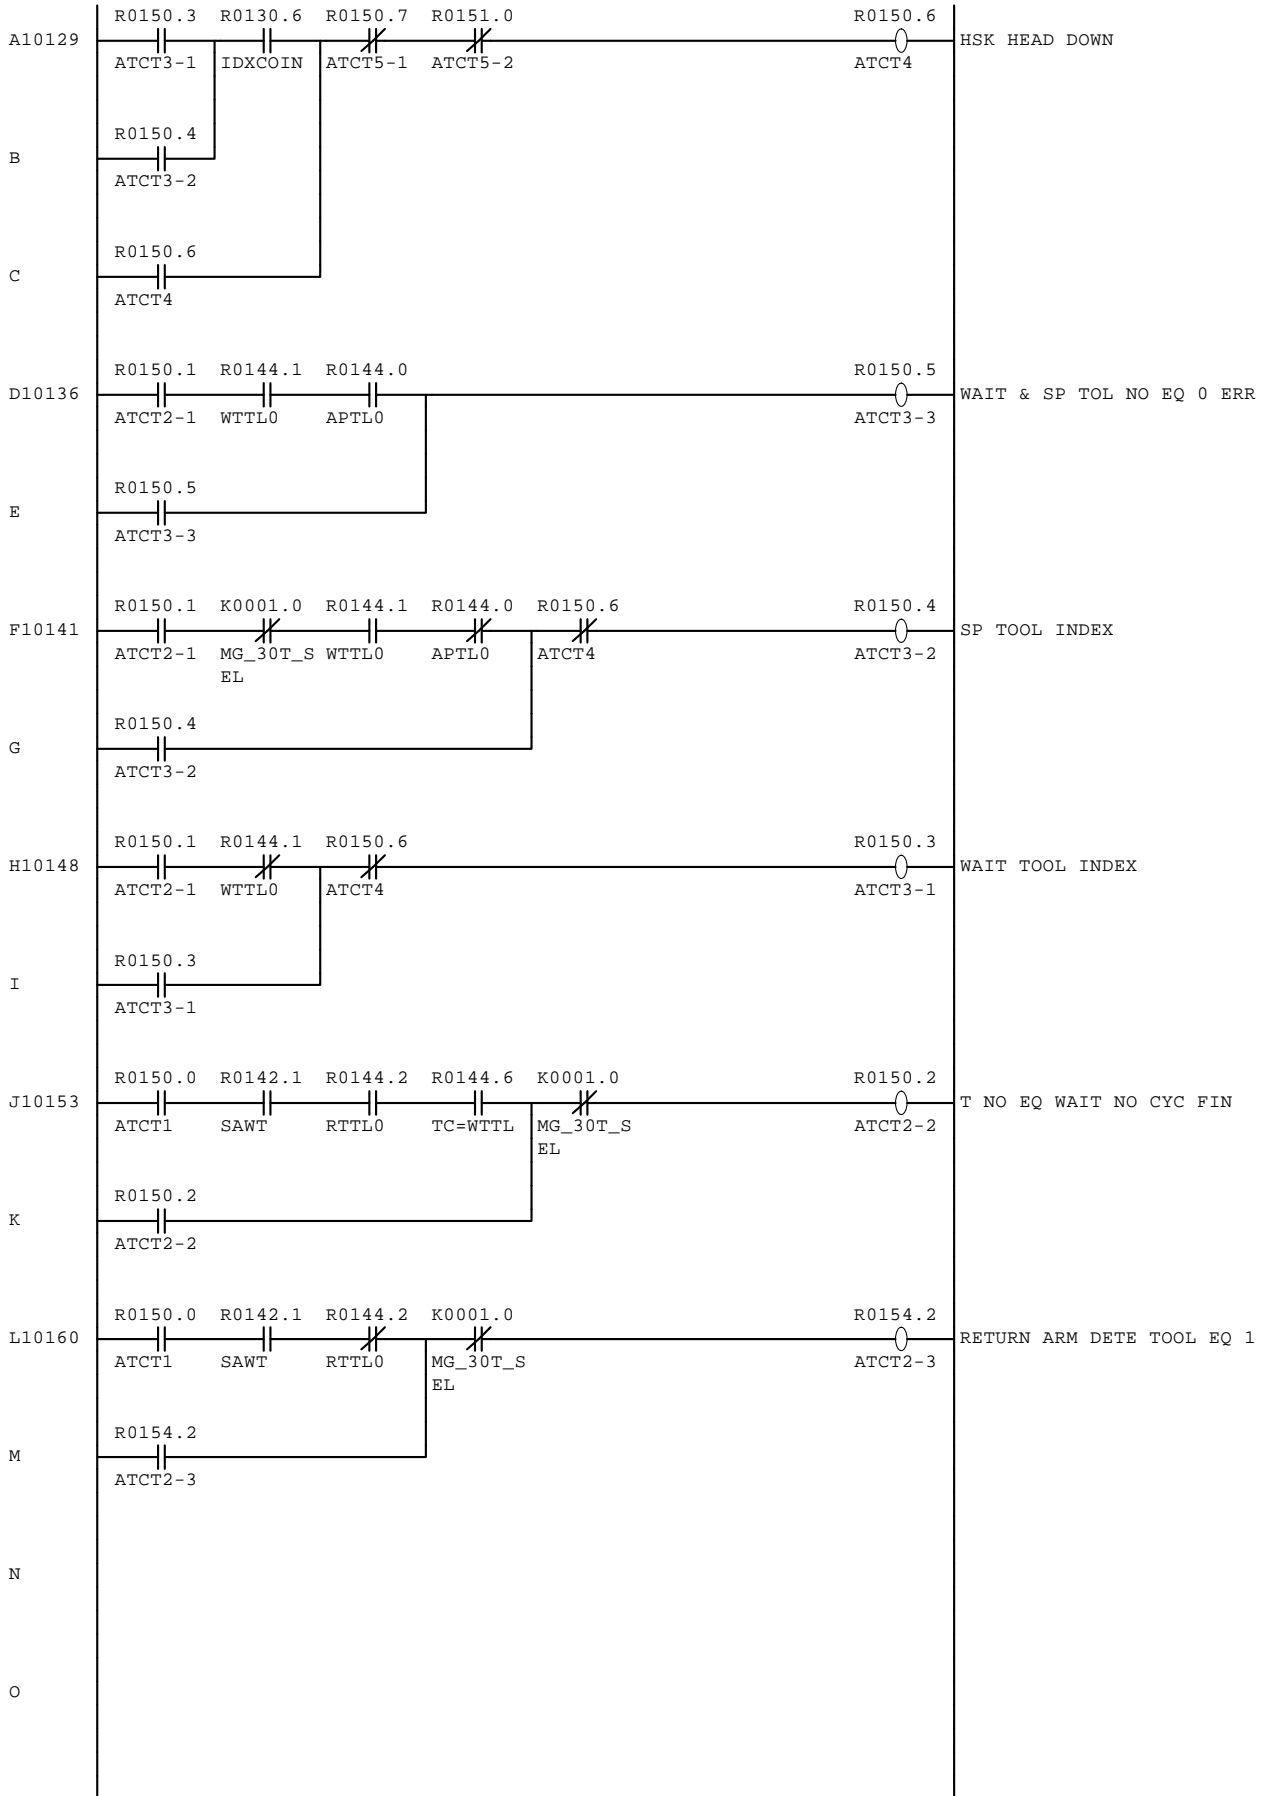 R0150.3 R0130.6 R0150.7 R0151.0 R0150.6
A10129 HSK HEAD DOWN
ATCT3-1 IDXCOIN ATCT5-1 ATCT5-2 ATCT4
R0150.4
B
ATCT3-2
R0150.6
C
ATCT4
R0150.1 R0144.1 R0144.0 R0150.5
D10136 WAIT & SP TOL NO EQ 0 ERR
ATCT2-1 WTTL0 APTL0 ATCT3-3
R0150.5
E
ATCT3-3
R0150.1 K0001.0 R0144.1 R0144.0 R0150.6 R0150.4
F10141 SP TOOL INDEX
ATCT2-1 MG_30T_S WTTL0 APTL0 ATCT4 ATCT3-2
EL
R0150.4
G
ATCT3-2
R0150.1 R0144.1 R0150.6 R0150.3
H10148 WAIT TOOL INDEX
ATCT2-1 WTTL0 ATCT4 ATCT3-1
R0150.3
I
ATCT3-1
R0150.0 R0142.1 R0144.2 R0144.6 K0001.0 R0150.2
J10153 T NO EQ WAIT NO CYC FIN
ATCT1 SAWT RTTL0 TC=WTTL MG_30T_S ATCT2-2
EL
R0150.2
K
ATCT2-2
R0150.0 R0142.1 R0144.2 K0001.0 R0154.2
L10160 RETURN ARM DETE TOOL EQ 1
ATCT1 SAWT RTTL0 MG_30T_S ATCT2-3
EL
R0154.2
M
ATCT2-3
N
O